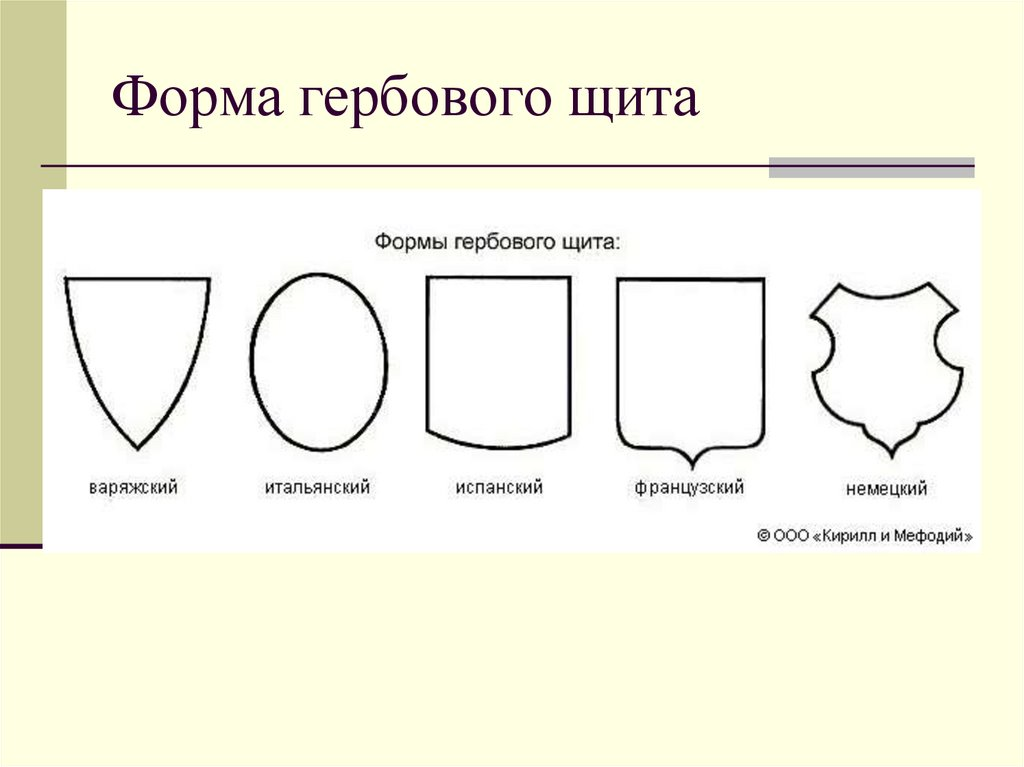 Форма гербового щита
Формы гербового щита:
варяжский итальянский испанский французский немецкий
© ООО «Кирилл и Мефодий»